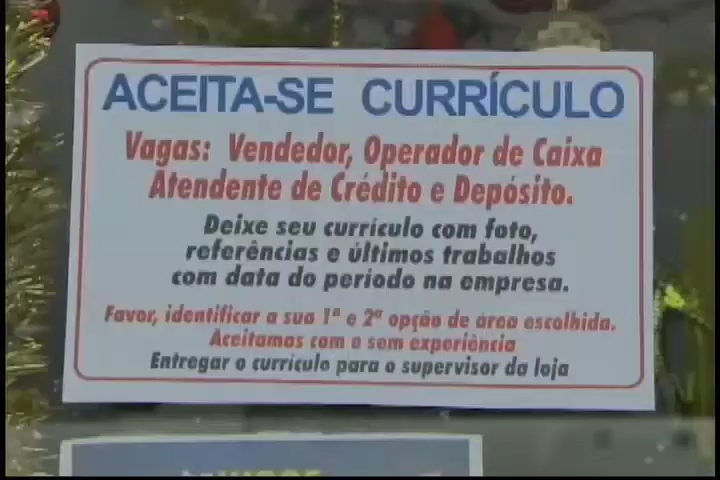 ACEITA-SE CURRÍCULO
Vagas: Vendedor, Operador de Caixa
Atendente de Crédito e Depósito.
Deixe seu currículo com foto,
referências e últimos trabalhos
com data do período na empresa.
Favor, identificar a sua 1ª e 2ª opção de área escolhida.
Aceitamos com e sem experiência
Entregar o currículo para o supervisor da loja